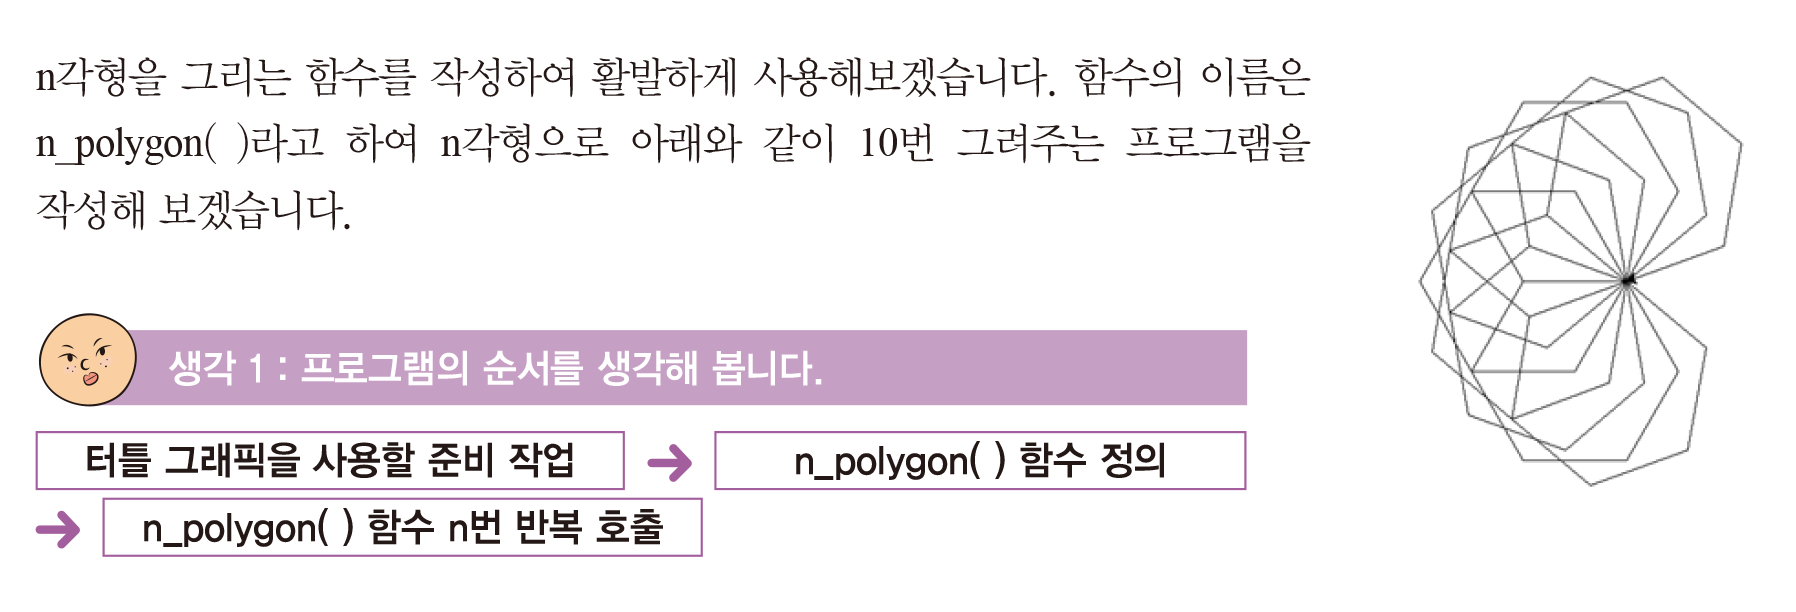 n각형을 그리는 함수를 작성하여 활발하게 사용해보겠습니다. 함수의 이름은
n_polygon( )라고 하여 n각형으로 아래와 같이 10번 그려주는 프로그램을
작성해 보겠습니다.
생각 1 : 프로그램의 순서를 생각해 봅니다.
터틀 그래픽을 사용할 준비 작업 → n_polygon( ) 함수 정의
→ n_polygon( ) 함수 n번 반복 호출